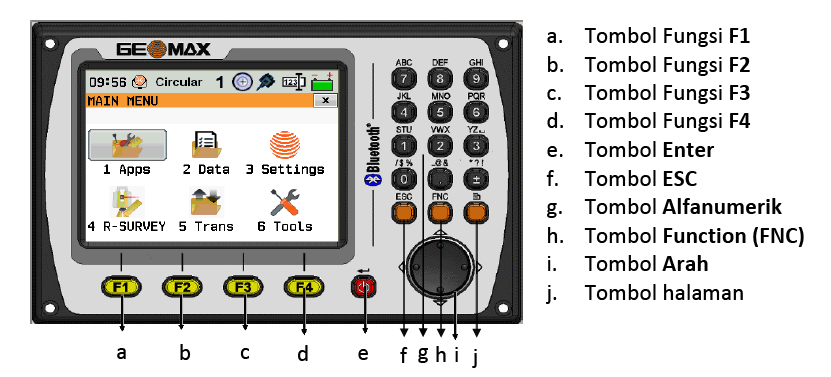 GEOMAX
09:56 Circular 1 123
MAIN MENU ×
1 Apps 2 Data 3 Settings
4 R-SURVEY 5 Trans 6 Tools
Bluetooth®
ABC DEF GHI
7 8 9
JKL MNO PQR
4 5 6
STU VWX YZ
1 2 3
/$% .@& *?!
0 . ±
ESC FNC
F1 F2 F3 F4
a b c d e f g h i j
a. Tombol Fungsi F1
b. Tombol Fungsi F2
c. Tombol Fungsi F3
d. Tombol Fungsi F4
e. Tombol Enter
f. Tombol ESC
g. Tombol Alfanumerik
h. Tombol Function (FNC)
i. Tombol Arah
j. Tombol halaman